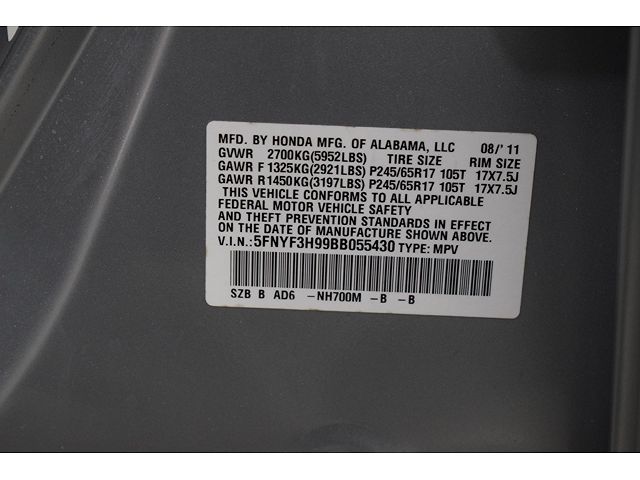 MFD. BY HONDA MFG. OF ALABAMA, LLC 08/'11
GVWR 2700KG(5952LBS) TIRE SIZE RIM SIZE
GAWR F 1325KG(2921LBS) P245/65R17 105T 17X7.5J
GAWR R1450KG(3197LBS) P245/65R17 105T 17X7.5J
THIS VEHICLE CONFORMS TO ALL APPLICABLE
FEDERAL MOTOR VEHICLE SAFETY
AND THEFT PREVENTION STANDARDS IN EFFECT
ON THE DATE OF MANUFACTURE SHOWN ABOVE.
V.I.N.:5FNYF3H99BB055430 TYPE: MPV
SZB B AD6 -NH700M -B -B